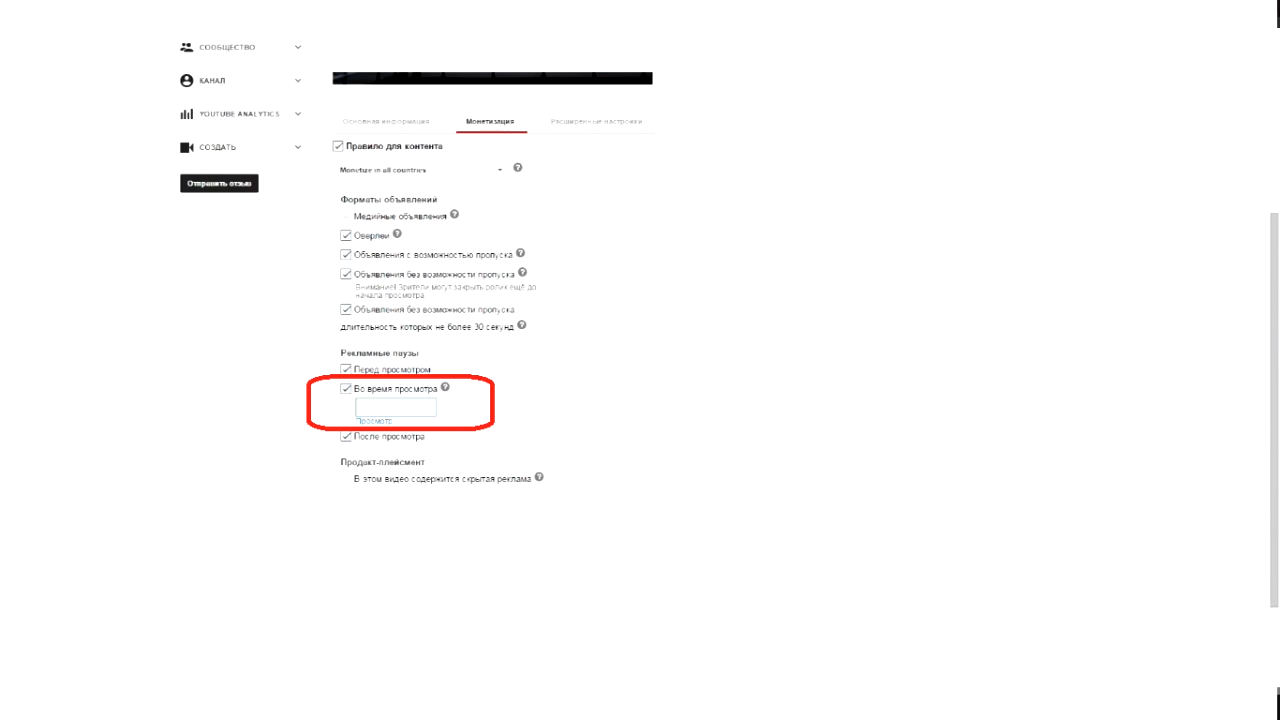 СООБЩЕСТВО
КАНАЛ
YOUTUBE ANALYTICS
СОЗДАТЬ
Отправить отзыв
Основная информация Монетизация Расширенные настройки
Правило для контента
Monetize in all countries
Форматы объявлений
Медийные объявления
Оверлеи
Объявления с возможностью пропуска
Объявления без возможности пропуска
Внимание! Зрители могут закрыть ролик ещё до
начала просмотра
Объявления без возможности пропуска
длительность которых не более 30 секунд
Рекламные паузы
Перед просмотром
Во время просмотра
Просмотр
После просмотра
Продакт-плейсмент
В этом видео содержится скрытая реклама